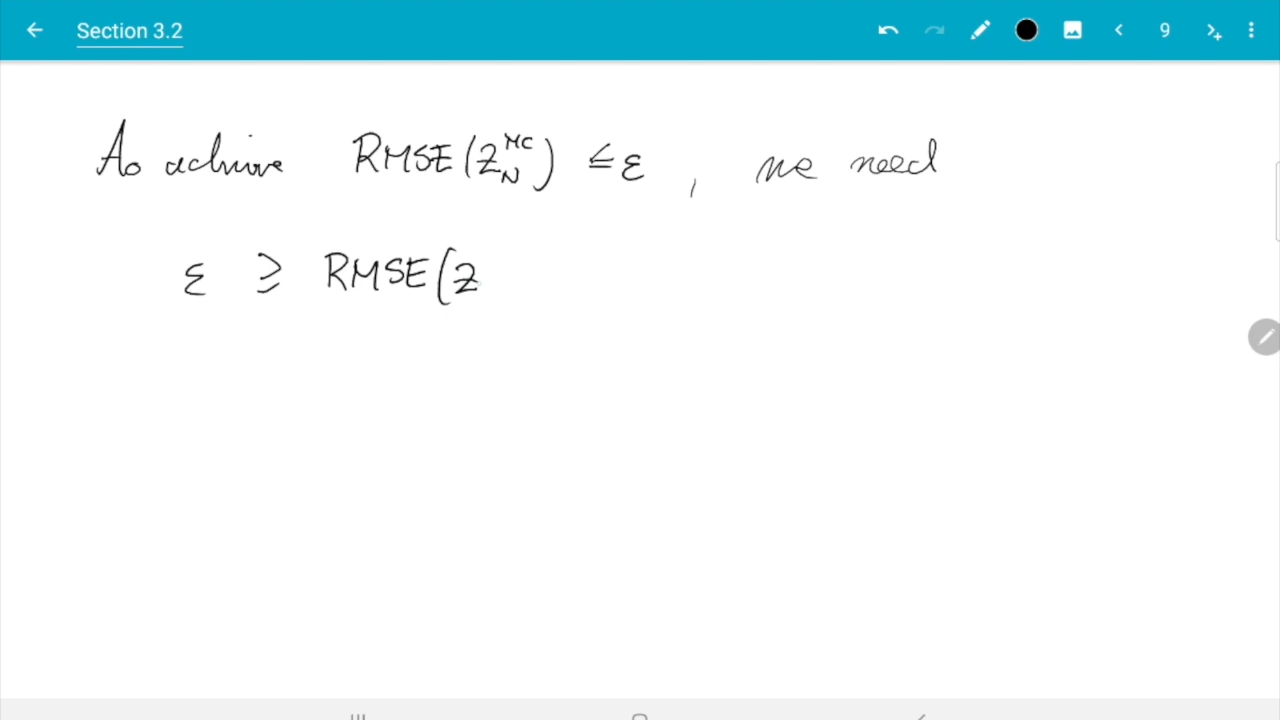 Section 3.2
9
To achieve RMSE(Z_N^MC) ≤ ε, we need
ε ≥ RMSE(Z